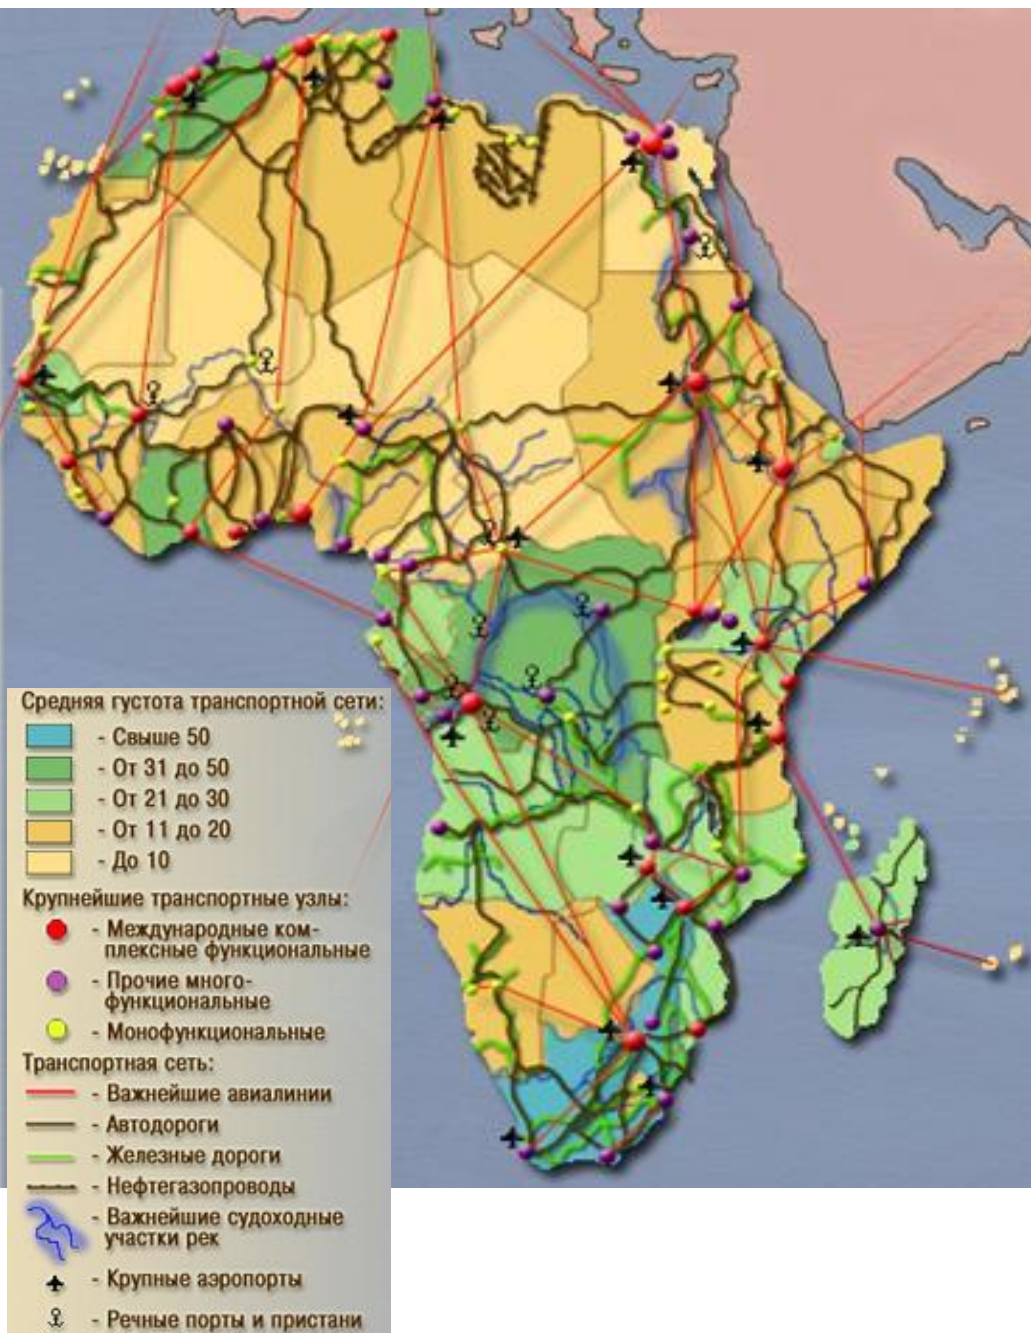 Средняя густота транспортной сети:
- Свыше 50
- От 31 до 50
- От 21 до 30
- От 11 до 20
- До 10
Крупнейшие транспортные узлы:
- Международные ком-
плексные функциональные
- Прочие много-
функциональные
- Монофункциональные
Транспортная сеть:
- Важнейшие авиалинии
- Автодороги
- Железные дороги
- Нефтегазопроводы
- Важнейшие судоходные
участки рек
- Крупные аэропорты
- Речные порты и пристани